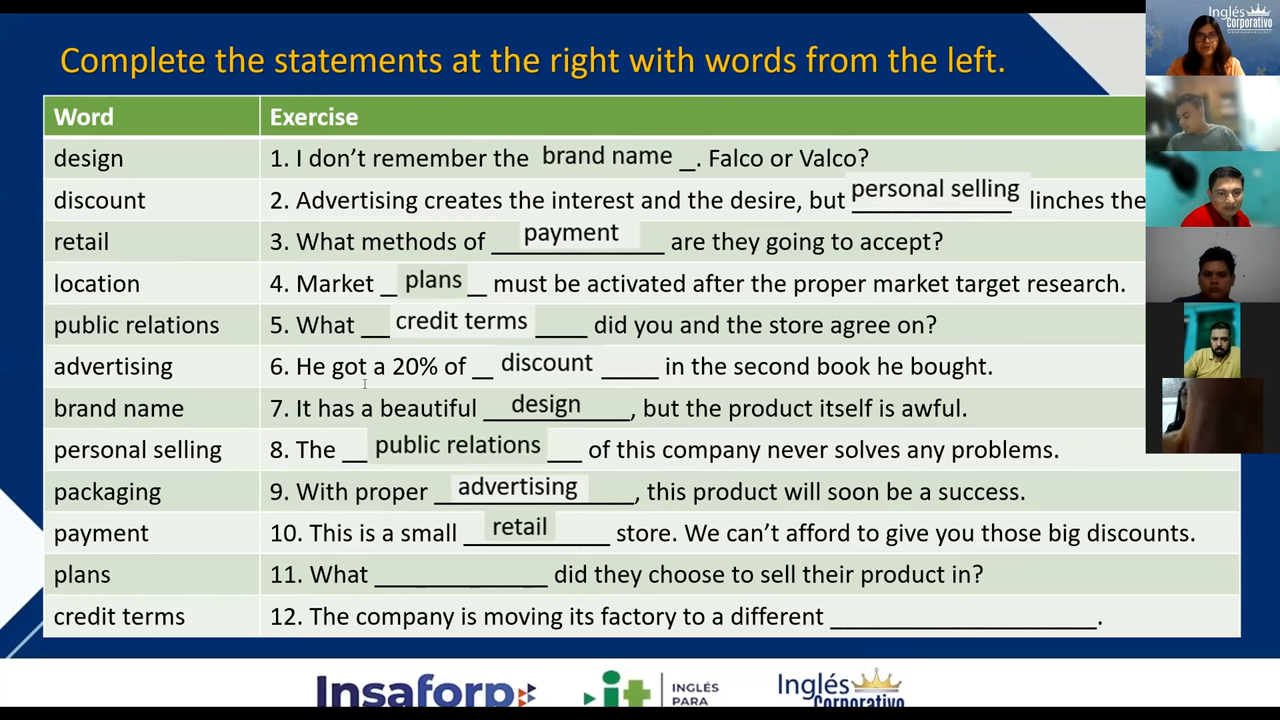 Complete the statements at the right with words from the left.
Word Exercise
design 1. I don't remember the brand name _. Falco or Valco?
discount 2. Advertising creates the interest and the desire, but personal selling linches the
retail 3. What methods of payment are they going to accept?
location 4. Market _ plans _ must be activated after the proper market target research.
public relations 5. What __ credit terms ____ did you and the store agree on?
advertising 6. He got a 20% of _ discount ____ in the second book he bought.
brand name 7. It has a beautiful design, but the product itself is awful.
personal selling 8. The __ public relations ___ of this company never solves any problems.
packaging 9. With proper _ advertising ____, this product will soon be a success.
payment 10. This is a small _ retail ____ store. We can't afford to give you those big discounts.
plans 11. What ______________ did they choose to sell their product in?
credit terms 12. The company is moving its factory to a different ______________________.
Insaforp
it
INGLÉS
PARA
Inglés
Corporativo
Inglés
Corporativo